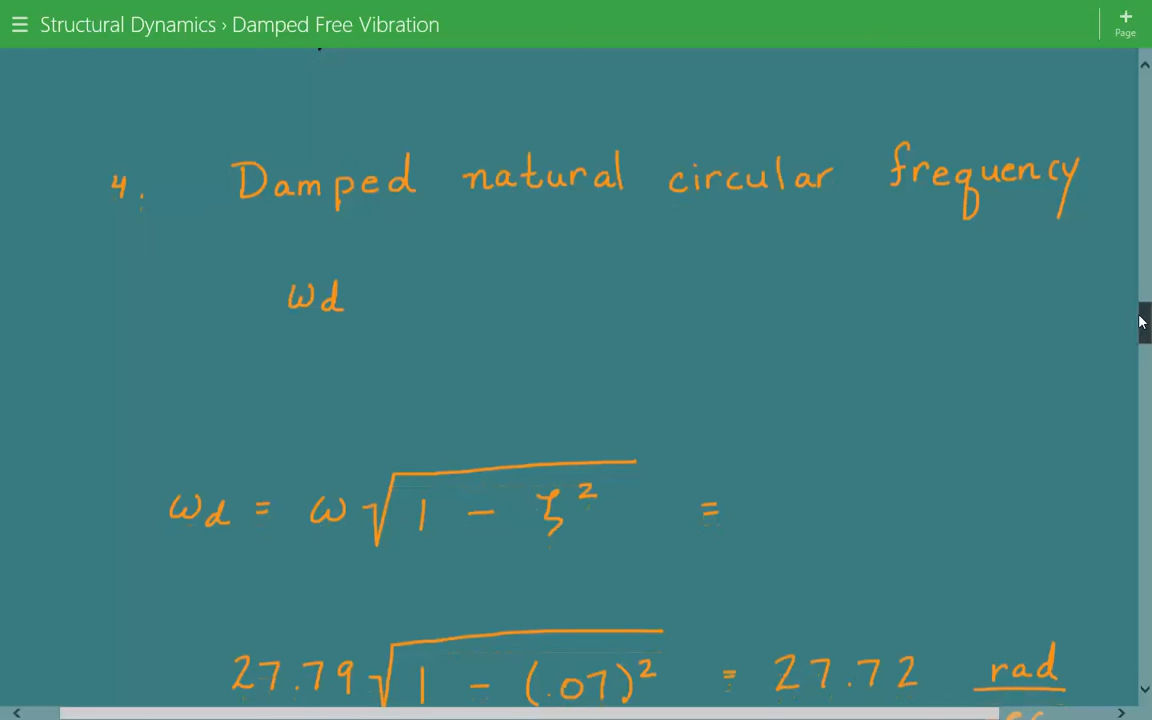 Structural Dynamics › Damped Free Vibration
Page
4. Damped natural circular frequency
ωd
ωd = ω√1 - ξ² =
27.79√1 - (.07)² = 27.72 rad